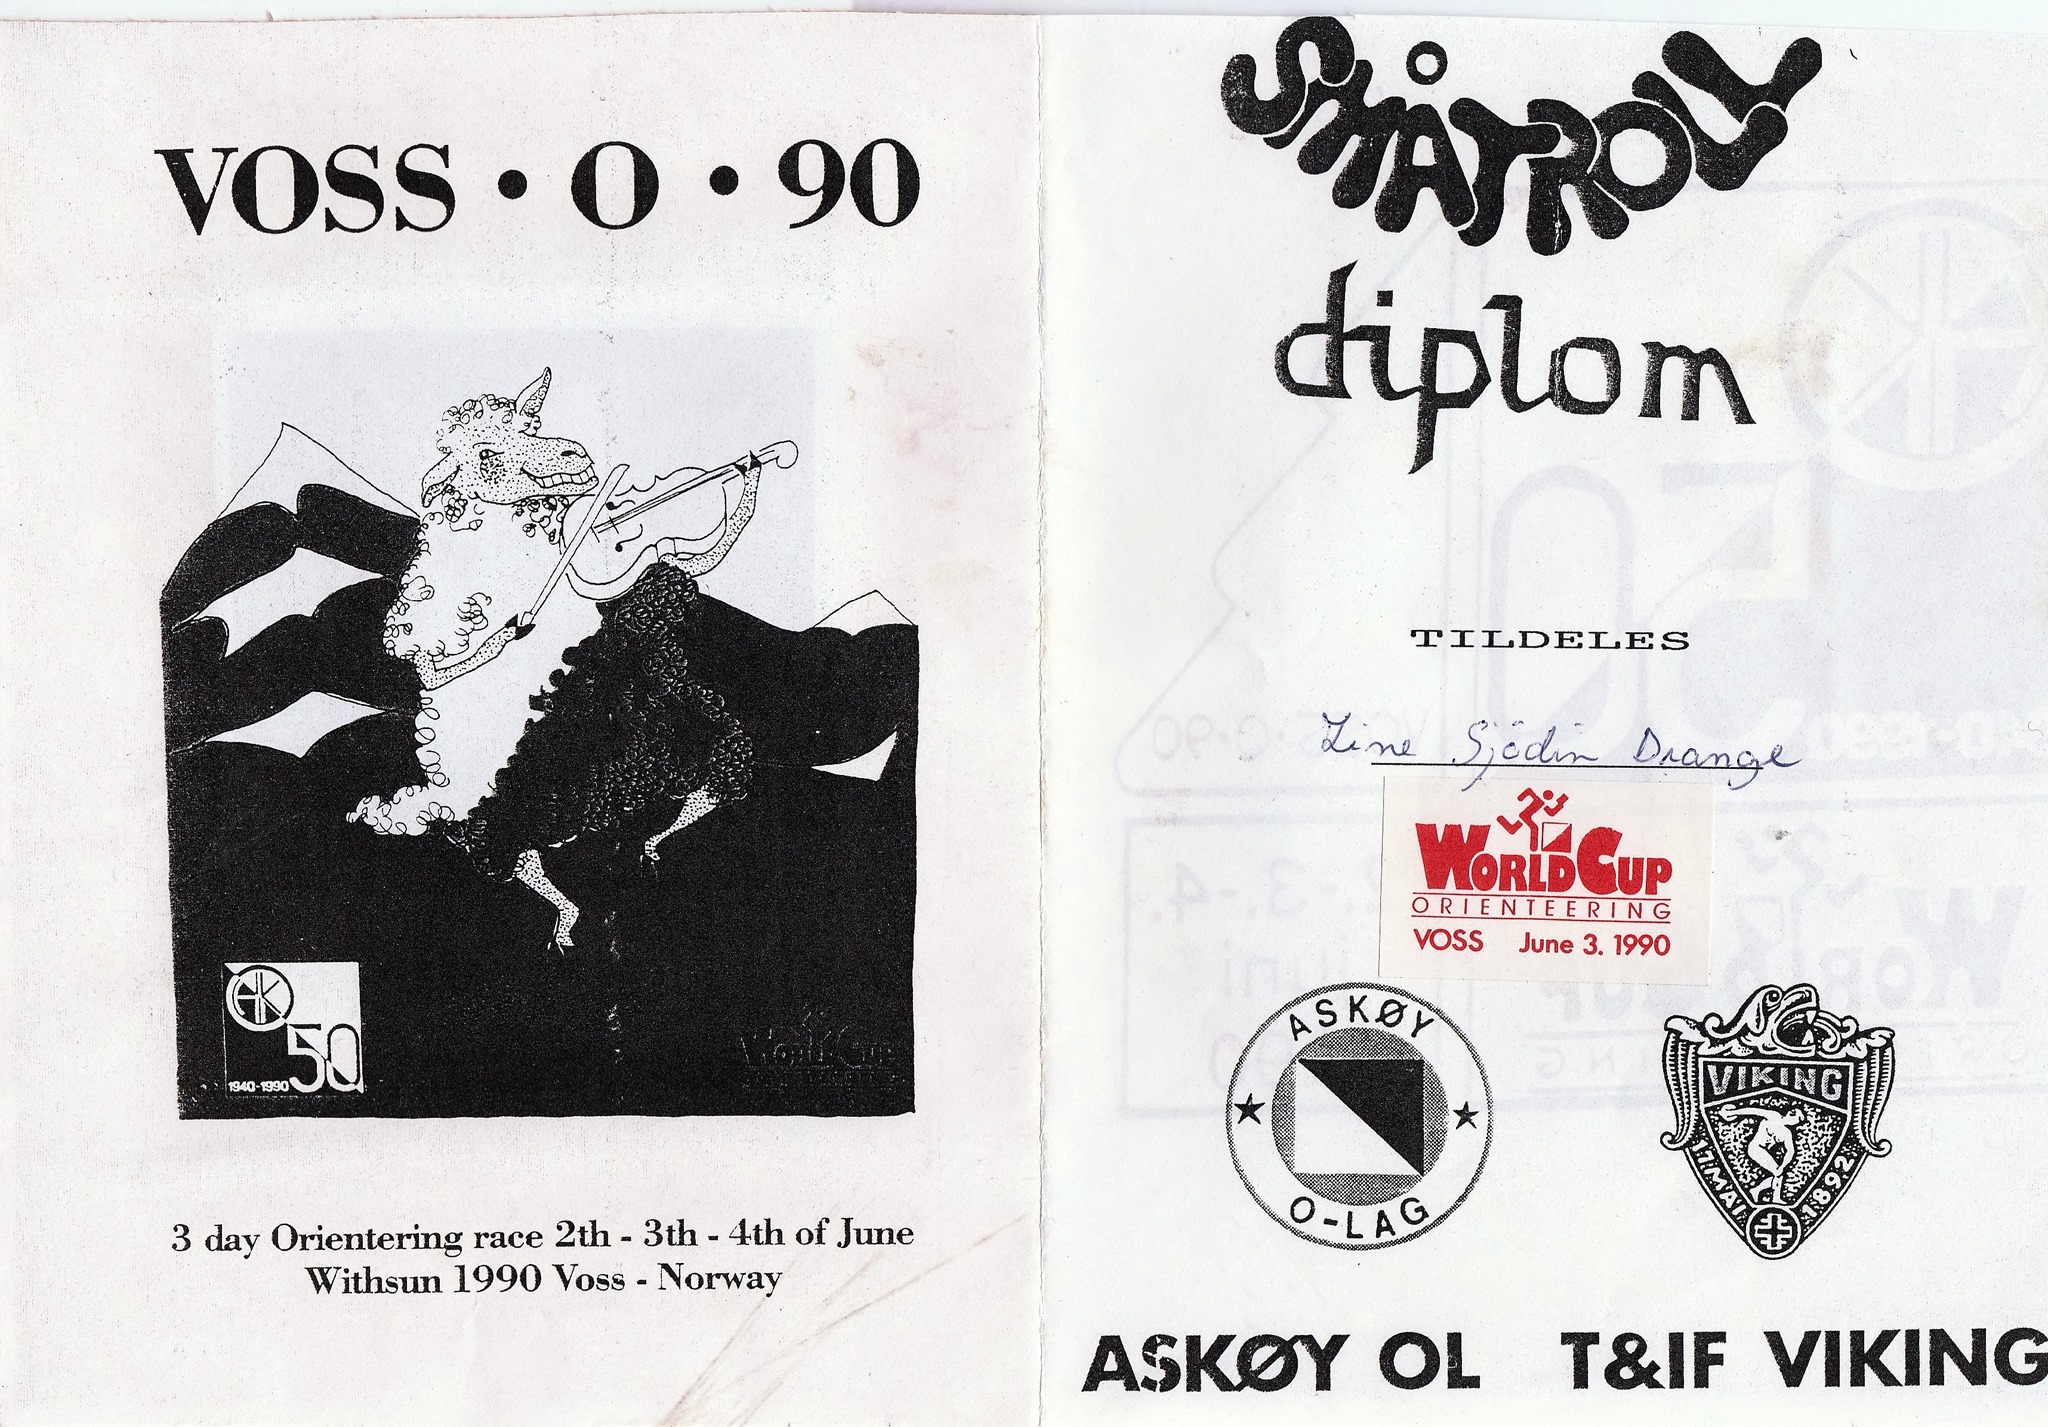 VOSS · O · 90
1940-1990 50
WORLD CUP
3 day Orientering race 2th - 3th - 4th of June
Withsun 1990 Voss - Norway
SMÅTROLL
diplom
TILDELES
Line Sjödin Drange
WORLD CUP
ORIENTEERING
VOSS June 3. 1990
ASKØY
O-LAG
VIKING
17 MAI 1892
ASKØY OL T&IF VIKING